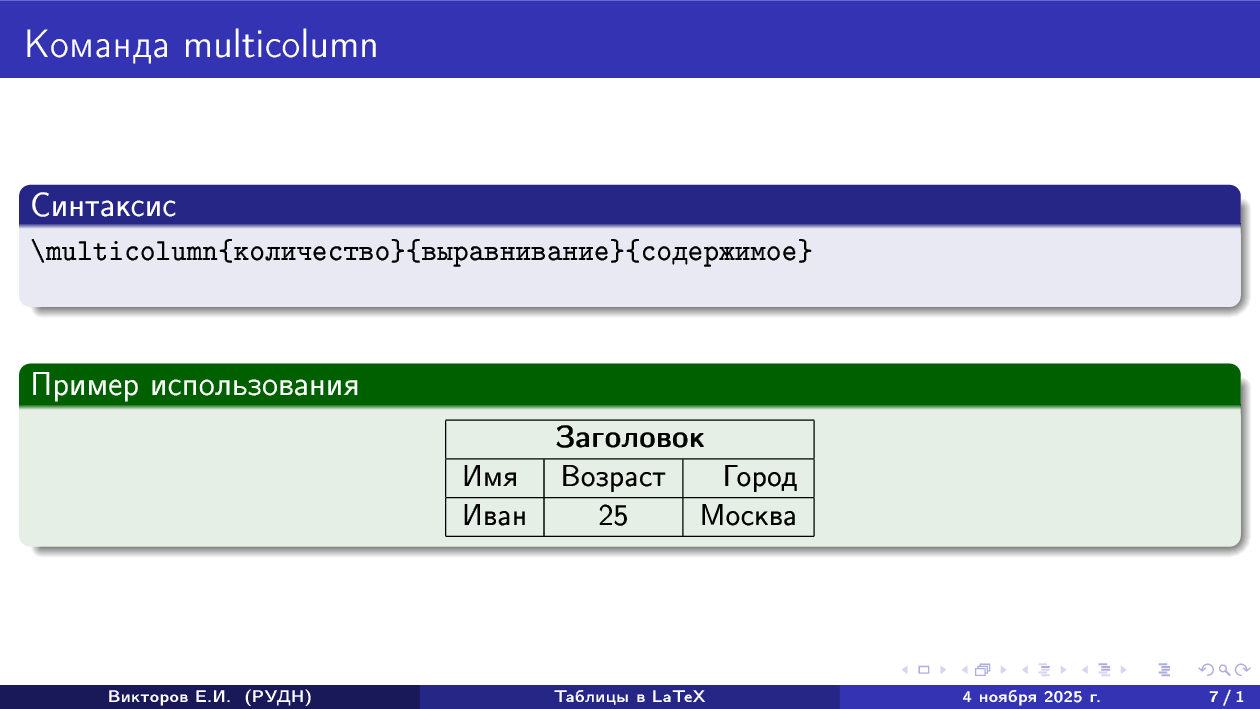 Команда multicolumn
Синтаксис
\multicolumn{количество}{выравнивание}{содержимое}
Пример использования
Заголовок
Имя Возраст Город
Иван 25 Москва
Викторов Е.И. (РУДН) Таблицы в LaTeX 4 ноября 2025 г. 7 / 1